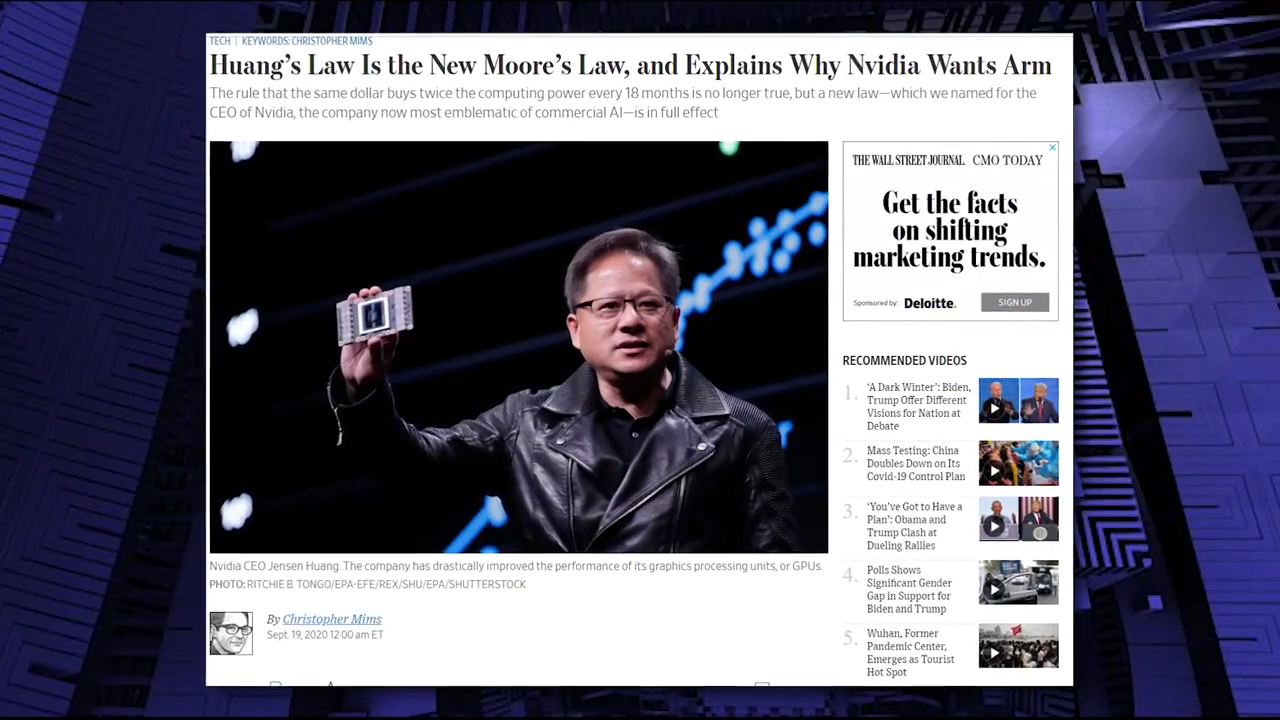 TECH | KEYWORDS: CHRISTOPHER MIMS
Huang's Law Is the New Moore's Law, and Explains Why Nvidia Wants Arm
The rule that the same dollar buys twice the computing power every 18 months is no longer true, but a new law—which we named for the
CEO of Nvidia, the company now most emblematic of commercial AI—is in full effect
Nvidia CEO Jensen Huang. The company has drastically improved the performance of its graphics processing units, or GPUs.
PHOTO: RITCHIE B. TONGO/EPA-EFE/REX/SHU/EPA/SHUTTERSTOCK
By Christopher Mims
Sept. 19, 2020 12:00 am ET
THE WALL STREET JOURNAL. CMO TODAY
Get the facts
on shifting
marketing trends.
Sponsored by: Deloitte.
SIGN UP
RECOMMENDED VIDEOS
1. 'A Dark Winter': Biden,
Trump Offer Different
Visions for Nation at
Debate
2. Mass Testing: China
Doubles Down on Its
Covid-19 Control Plan
3. 'You've Got to Have a
Plan': Obama and
Trump Clash at
Dueling Rallies
4. Polls Shows
Significant Gender
Gap in Support for
Biden and Trump
5. Wuhan, Former
Pandemic Center,
Emerges as Tourist
Hot Spot